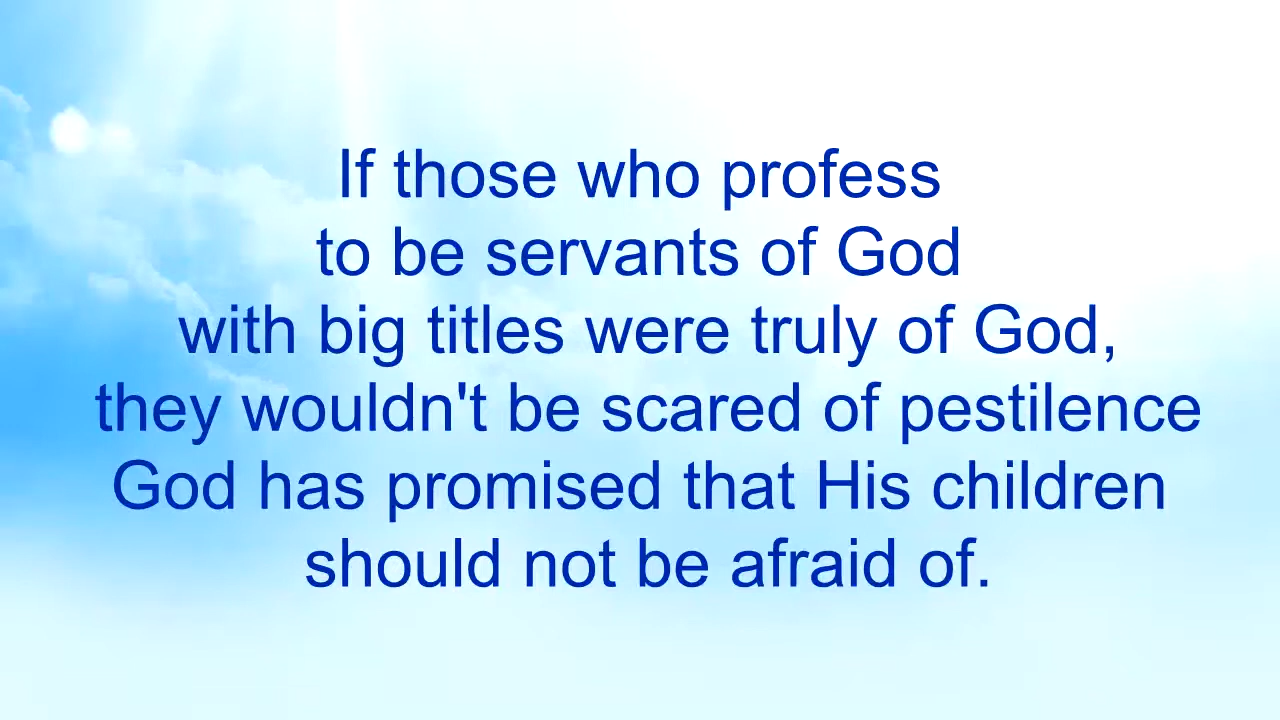 If those who profess
to be servants of God
with big titles were truly of God,
they wouldn't be scared of pestilence
God has promised that His children
should not be afraid of.